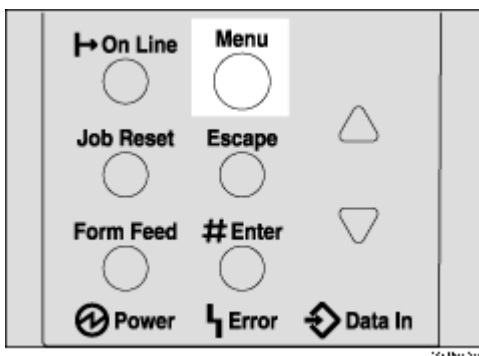 On Line Menu
Job Reset Escape
Form Feed # Enter
Power Error Data In